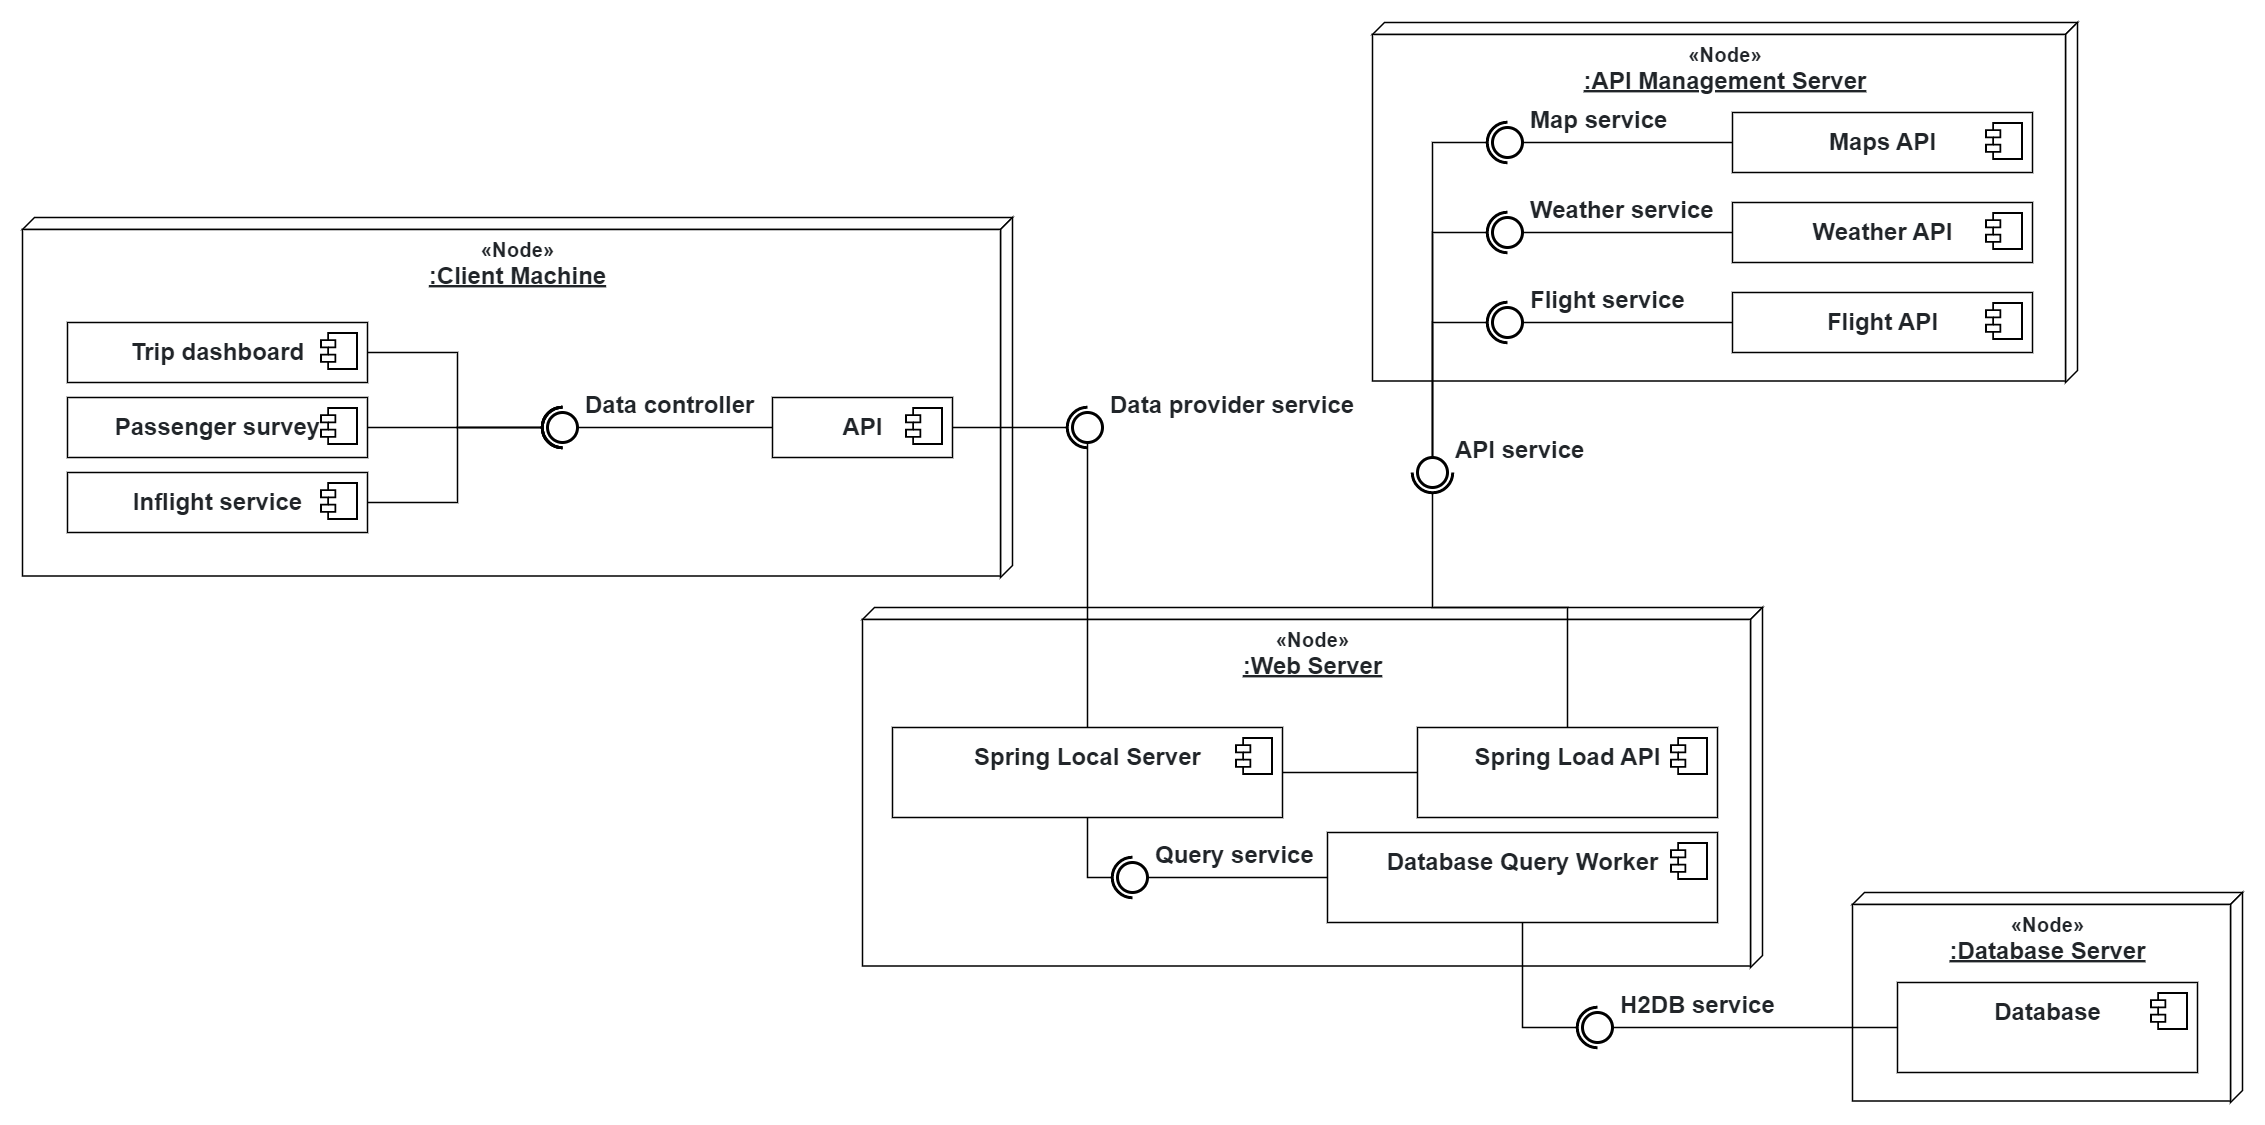 «Node»
:API Management Server
Map service
Maps API
Weather service
Weather API
Flight service
Flight API
API service
«Node»
:Client Machine
Trip dashboard
Passenger survey
Inflight service
Data controller
API
Data provider service
«Node»
:Web Server
Spring Local Server
Spring Load API
Query service
Database Query Worker
H2DB service
«Node»
:Database Server
Database